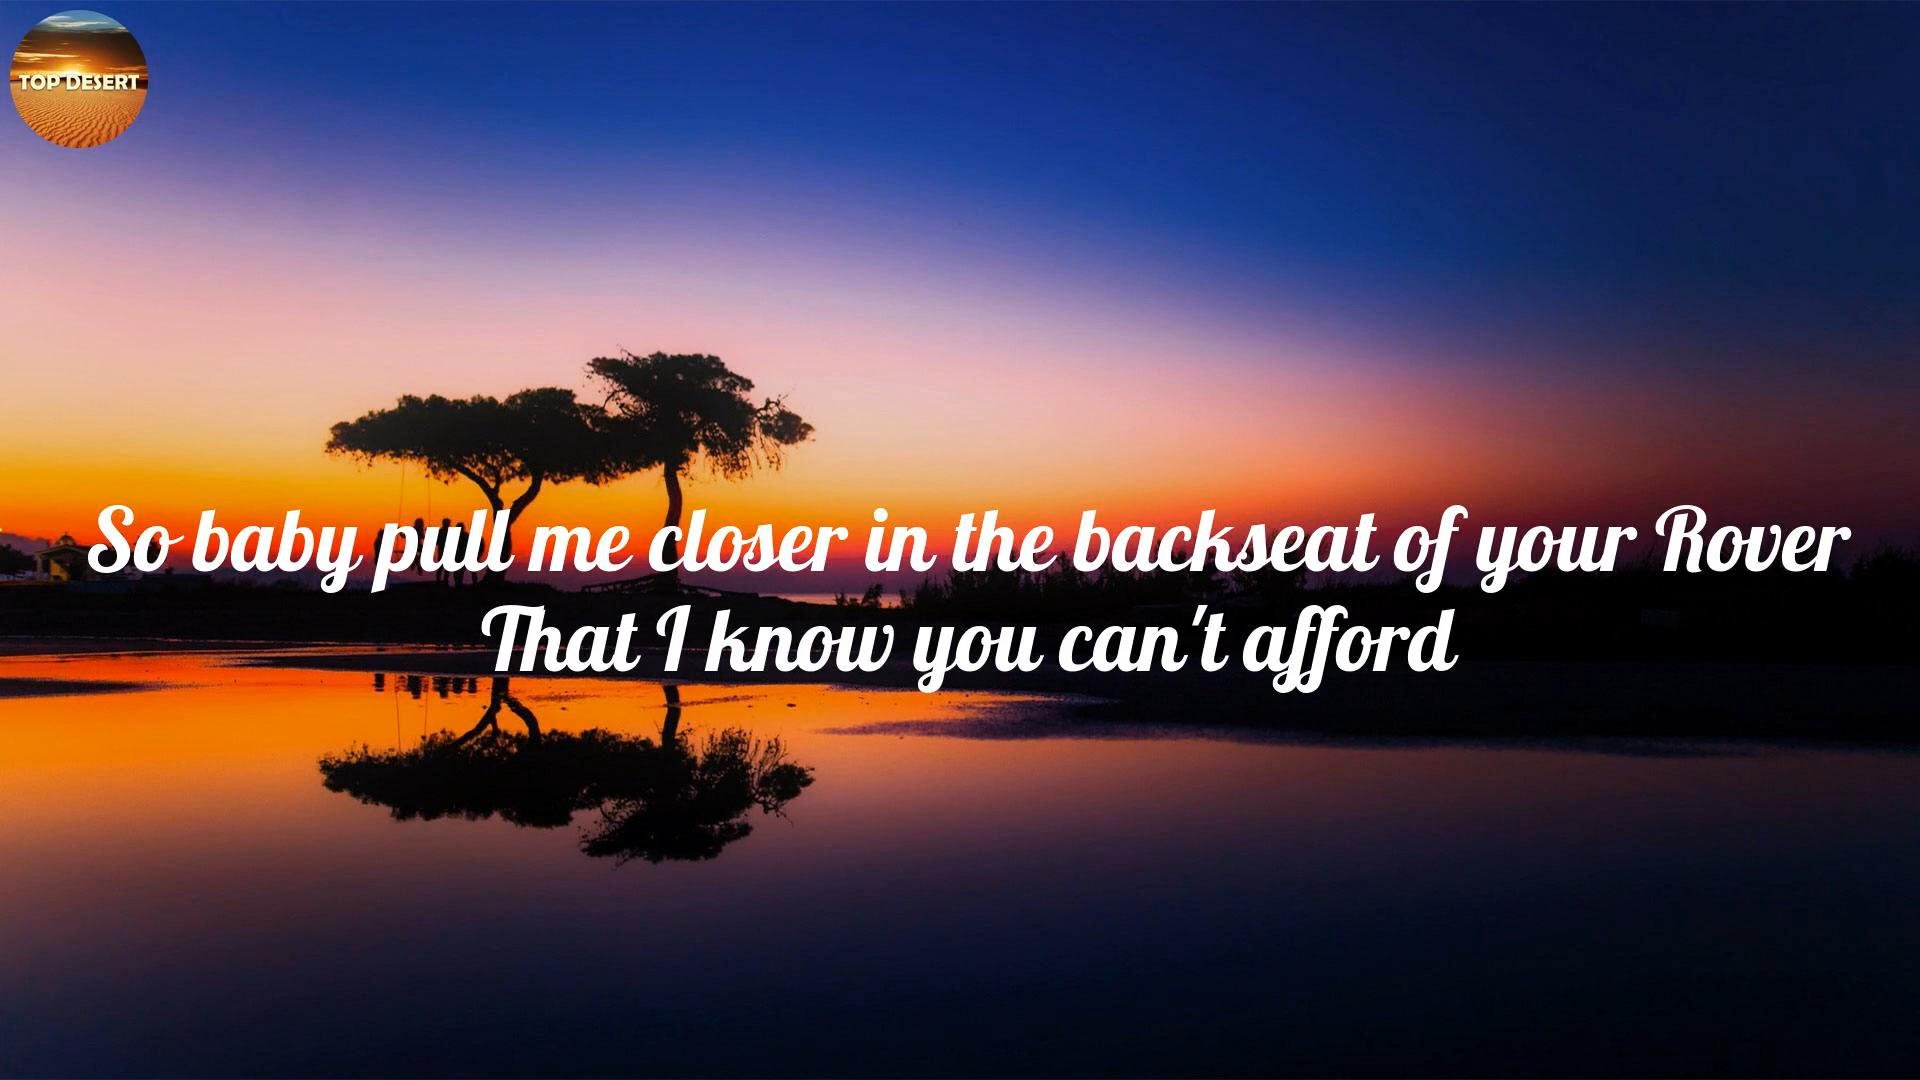 TOP DESERT
So baby pull me closer in the backseat of your Rover
That I know you can't afford